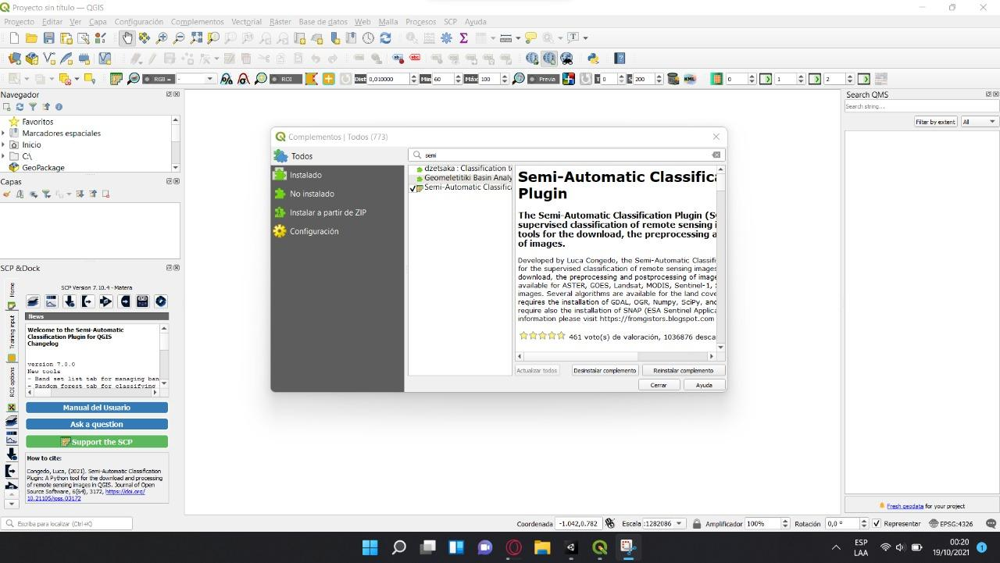 Proyecto sin título — QGIS
Proyecto Editar Ver Capa Configuración Complementos Vectorial Ráster Base de datos Web Malla Procesos SCP Ayuda
RGB = - ROI Dist 0,010000 Min 60 Máx 100 Previa T 0 S 200 KML 0 1 2
Navegador
Favoritos
Marcadores espaciales
Inicio
C:\
GeoPackage
Capas
SCP &Dock
Home
Training input
ROI options
SCP Version 7.10.4 - Matera
News
Welcome to the Semi-Automatic
Classification Plugin for QGIS
Changelog
version 7.0.0
New tools
- Band set list tab for managing ban
- Random forest tab for classifying
Manual del Usuario
Ask a question
Support the SCP
How to cite:
Congedo, Luca, (2021). Semi-Automatic Classification
Plugin: A Python tool for the download and processing
of remote sensing images in QGIS. Journal of Open
Source Software, 6(64), 3172, https://doi.org/
10.21105/joss.03172
Complementos | Todos (773)
Todos
Instalado
No instalado
Instalar a partir de ZIP
Configuración
semi
dzetsaka : Classification t
Geomeletitiki Basin Analy
Semi-Automatic Classifica
Semi-Automatic Classifica
Plugin
The Semi-Automatic Classification Plugin (S
supervised classification of remote sensing i
tools for the download, the preprocessing a
of images.
Developed by Luca Congedo, the Semi-Automatic Classifi
for the supervised classification of remote sensing images
download, the preprocessing and postprocessing of image
available for ASTER, GOES, Landsat, MODIS, Sentinel-1, 
images. Several algorithms are available for the land cove
requires the installation of GDAL, OGR, Numpy, SciPy, and
require also the installation of SNAP (ESA Sentinel Applica
information please visit https://fromgistors.blogspot.com
461 voto(s) de valoración, 1036876 desca
Actualizar todos Desinstalar complemento Reinstalar complemento
Cerrar Ayuda
Search QMS
Search string...
Filter by extent All
Fresh geodata for your project
Escriba para localizar (Ctrl+K)
Coordenada -1.042,0.782 Escala :1282086 Amplificador 100% Rotación 0,0 ° Representar EPSG:4326
ESP
LAA
00:20
19/10/2021
1